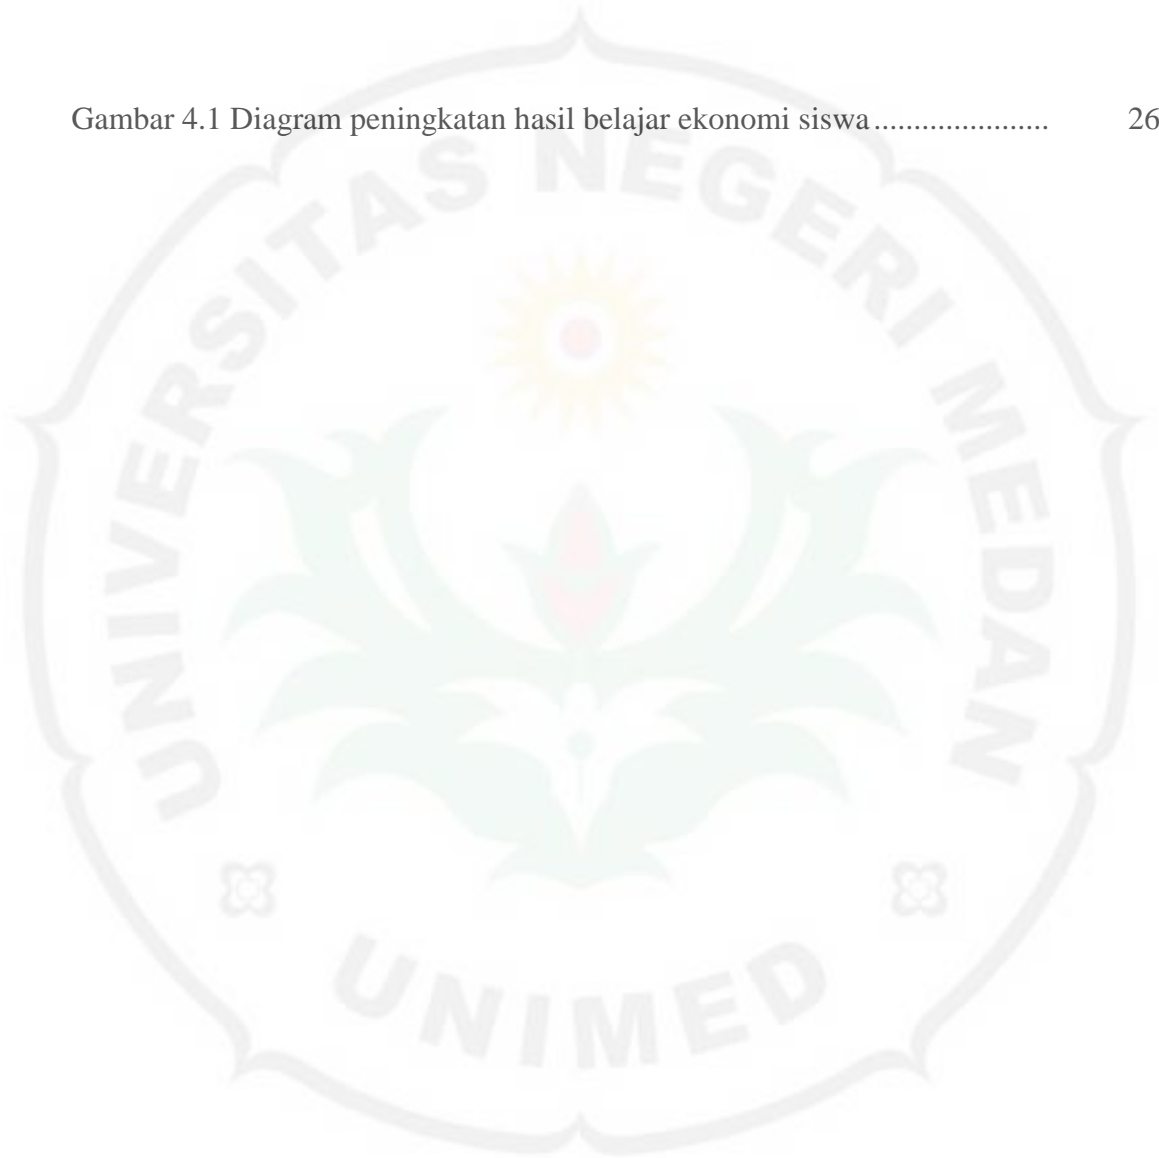 Gambar 4.1 Diagram peningkatan hasil belajar ekonomi siswa...................... 26
UNIVERSITAS NEGERI MEDAN
UNIMED